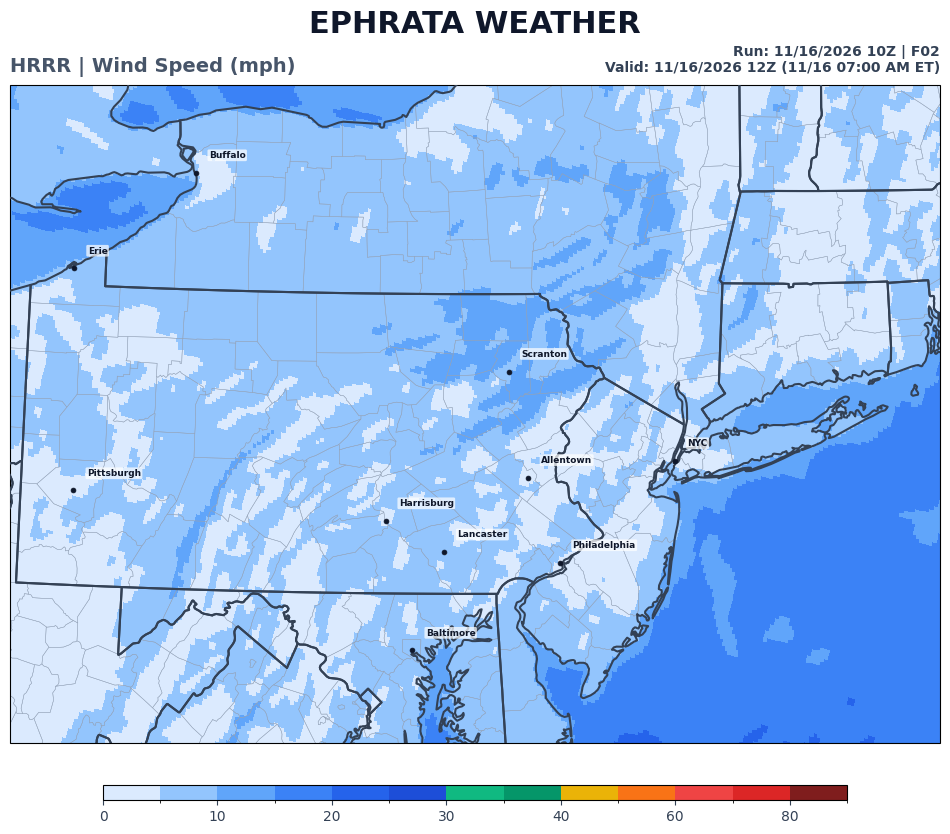 EPHRATA WEATHER
HRRR | Wind Speed (mph)
Run: 11/16/2026 10Z | F02
Valid: 11/16/2026 12Z (11/16 07:00 AM ET)
Buffalo
Erie
Scranton
NYC
Allentown
Pittsburgh
Harrisburg
Lancaster
Philadelphia
Baltimore
0 10 20 30 40 50 60 70 80